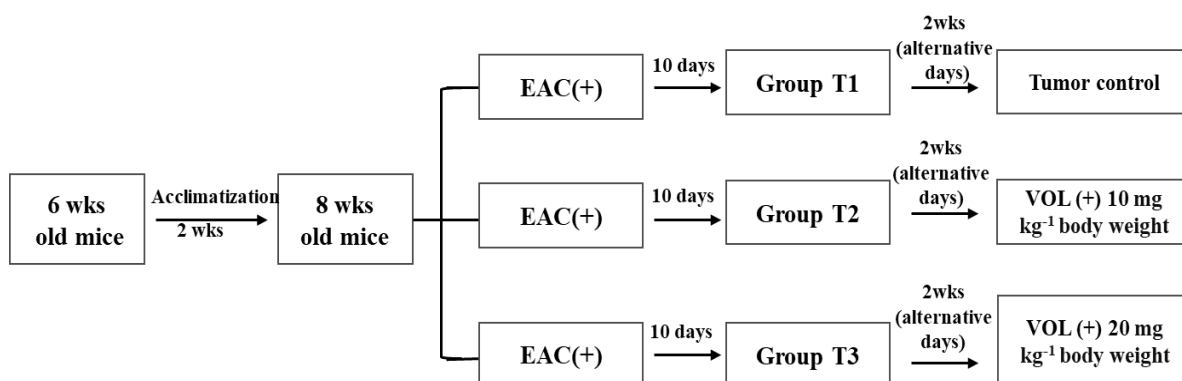 6 wks
old mice
Acclimatization
2 wks
8 wks
old mice
EAC(+)
10 days
Group T1
2wks
(alternative
days)
Tumor control
EAC(+)
10 days
Group T2
2wks
(alternative
days)
VOL (+) 10 mg
kg⁻¹ body weight
EAC(+)
10 days
Group T3
2wks
(alternative
days)
VOL (+) 20 mg
kg⁻¹ body weight